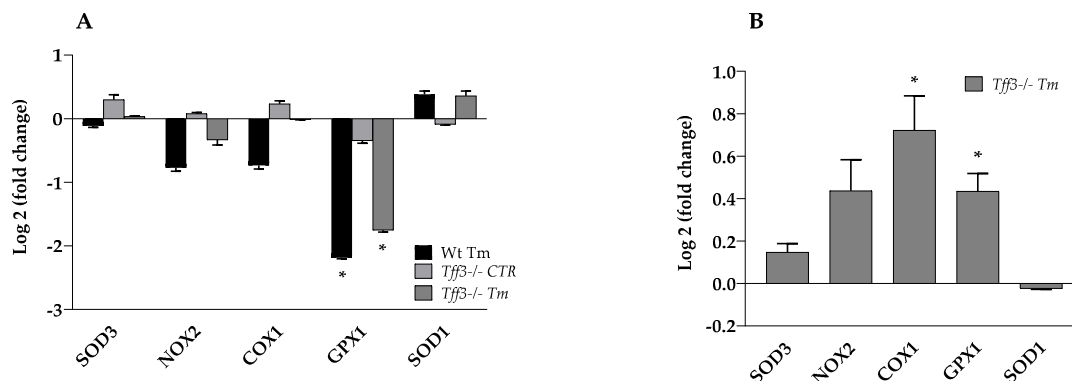 A
Log 2 (fold change)
1
0
-1
-2
-3
*
*
Wt Tm
Tff3-/- CTR
Tff3-/- Tm
SOD3
NOX2
COX1
GPX1
SOD1
B
Log 2 (fold change)
1.0
0.8
0.6
0.4
0.2
0.0
-0.2
*
*
Tff3-/- Tm
SOD3
NOX2
COX1
GPX1
SOD1